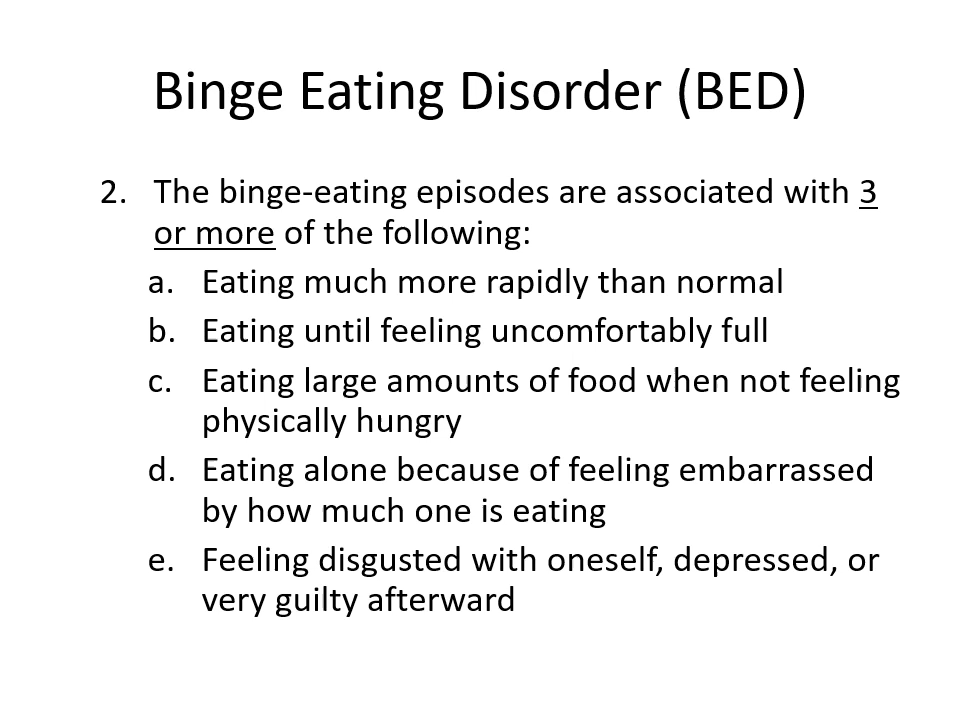 Binge Eating Disorder (BED)
2. The binge-eating episodes are associated with 3
or more of the following:
a. Eating much more rapidly than normal
b. Eating until feeling uncomfortably full
c. Eating large amounts of food when not feeling
physically hungry
d. Eating alone because of feeling embarrassed
by how much one is eating
e. Feeling disgusted with oneself, depressed, or
very guilty afterward